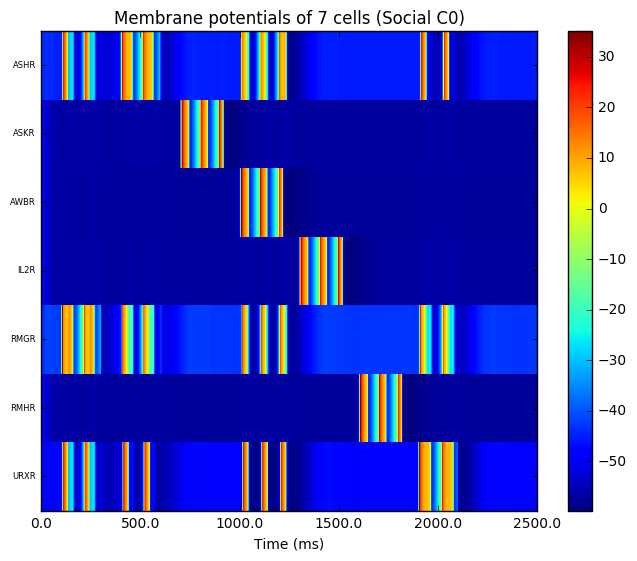 Membrane potentials of 7 cells (Social C0)
ASHR
ASKR
AWBR
IL2R
RMGR
RMHR
URXR
0.0 500.0 1000.0 1500.0 2000.0 2500.0
Time (ms)
30
20
10
0
−10
−20
−30
−40
−50